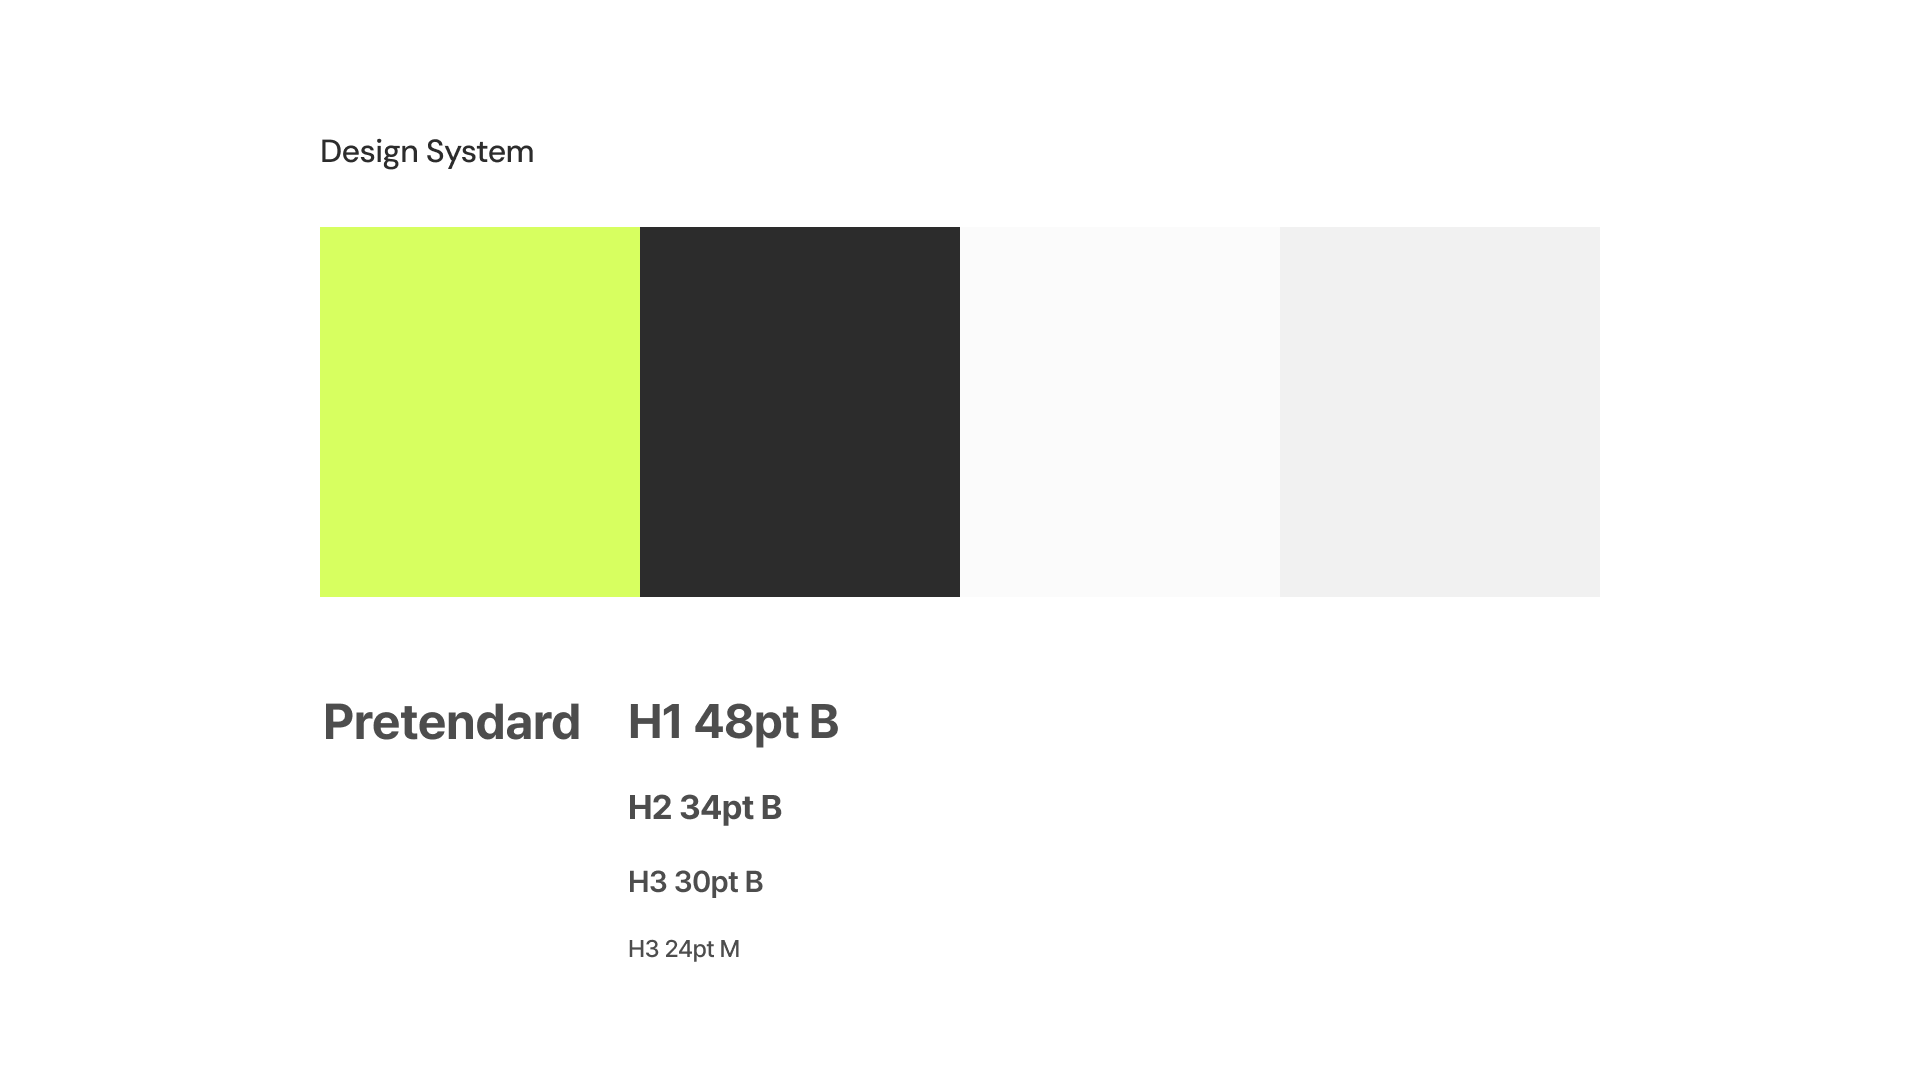 Design System
Pretendard
H1 48pt B
H2 34pt B
H3 30pt B
H3 24pt M